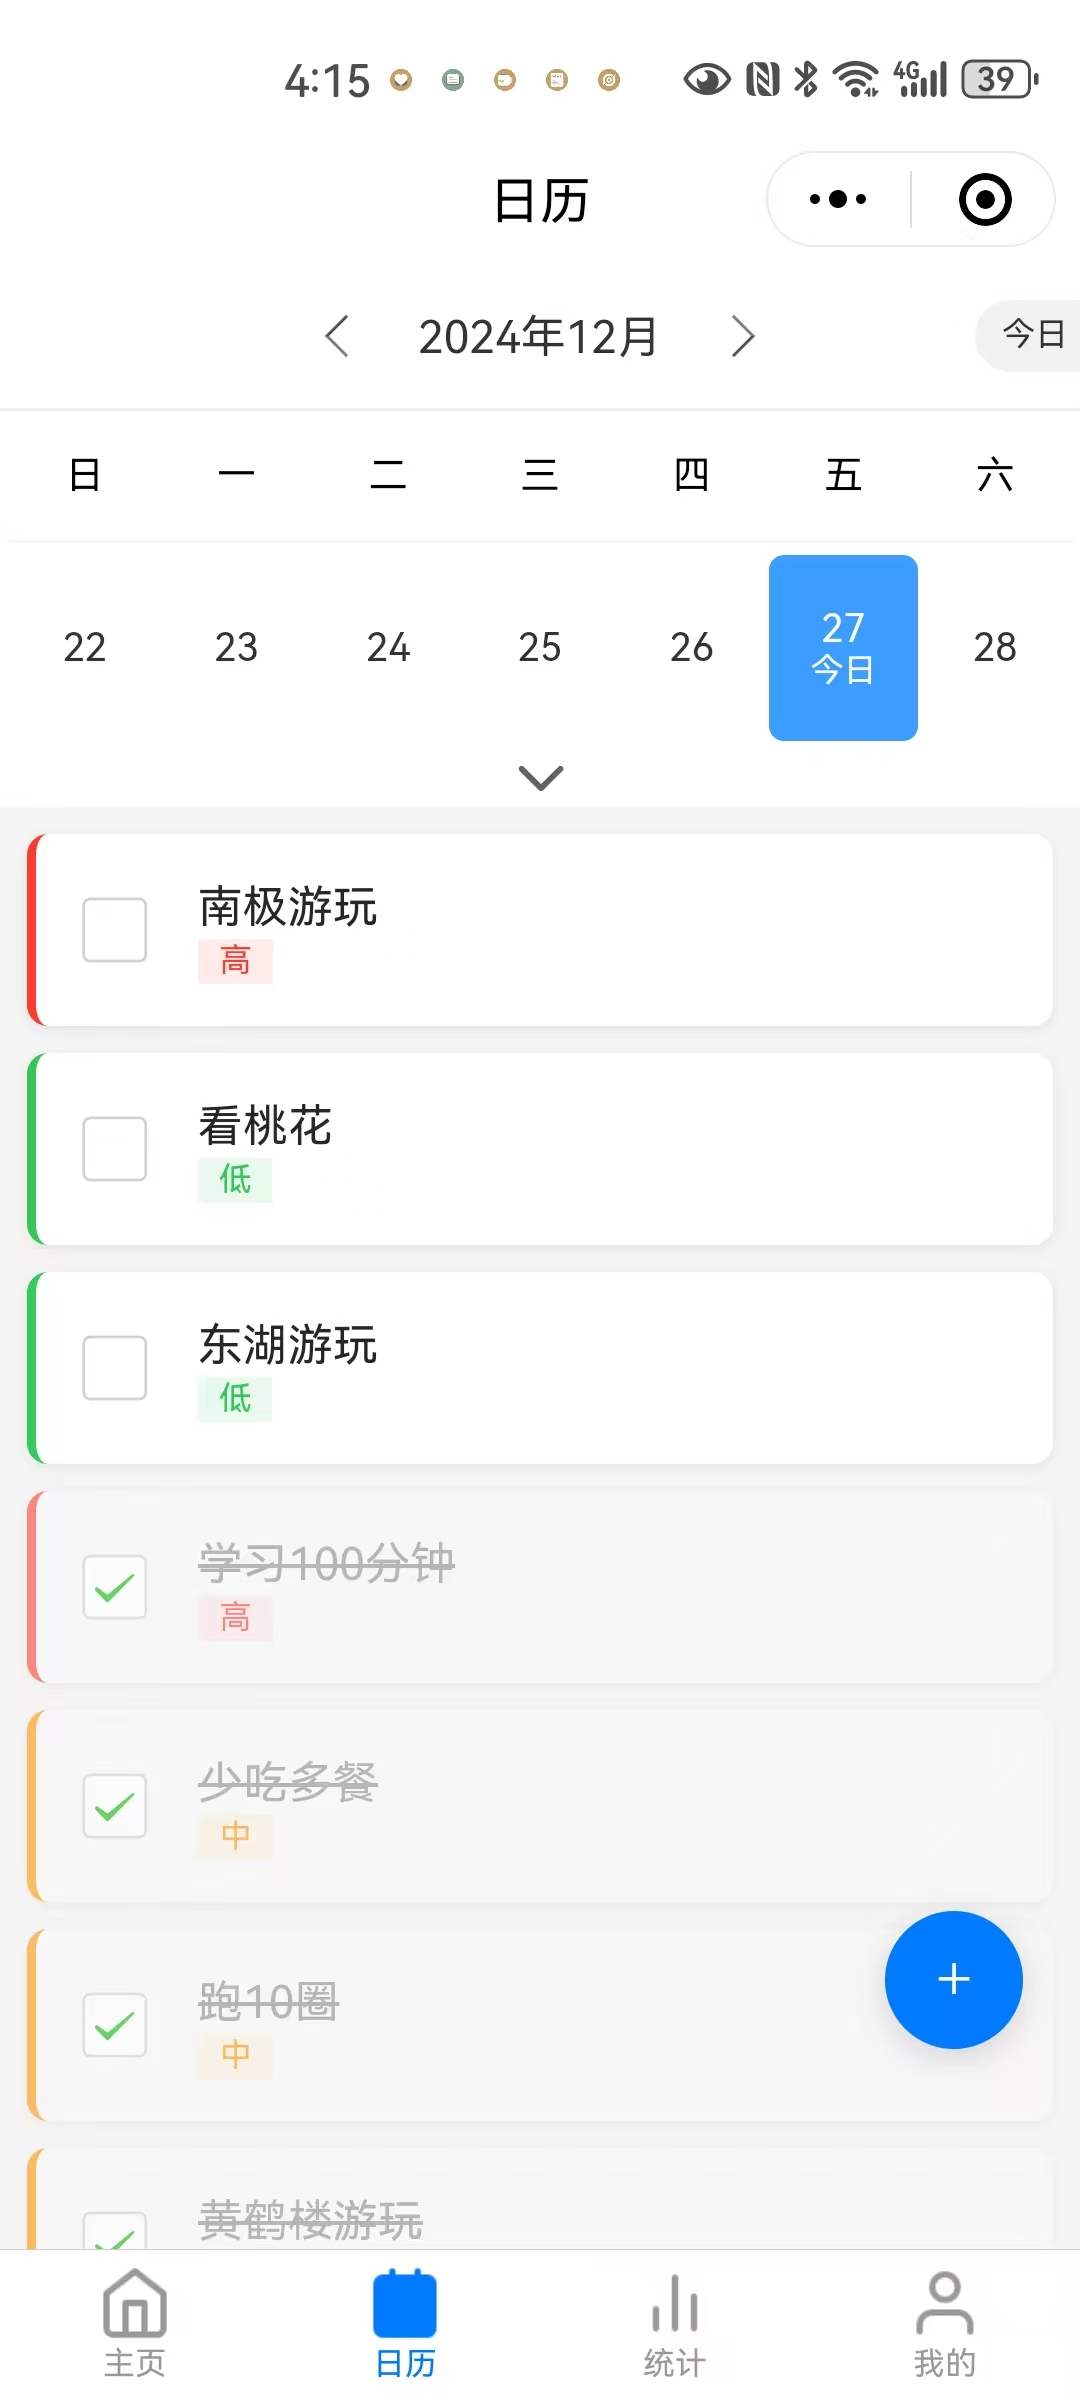 4:15 4G 39
日历
2024年12月 今日
日 一 二 三 四 五 六
22 23 24 25 26 27 28
今日
南极游玩
高
看桃花
低
东湖游玩
低
学习100分钟
高
少吃多餐
中
跑10圈
中
黄鹤楼游玩
主页 日历 统计 我的